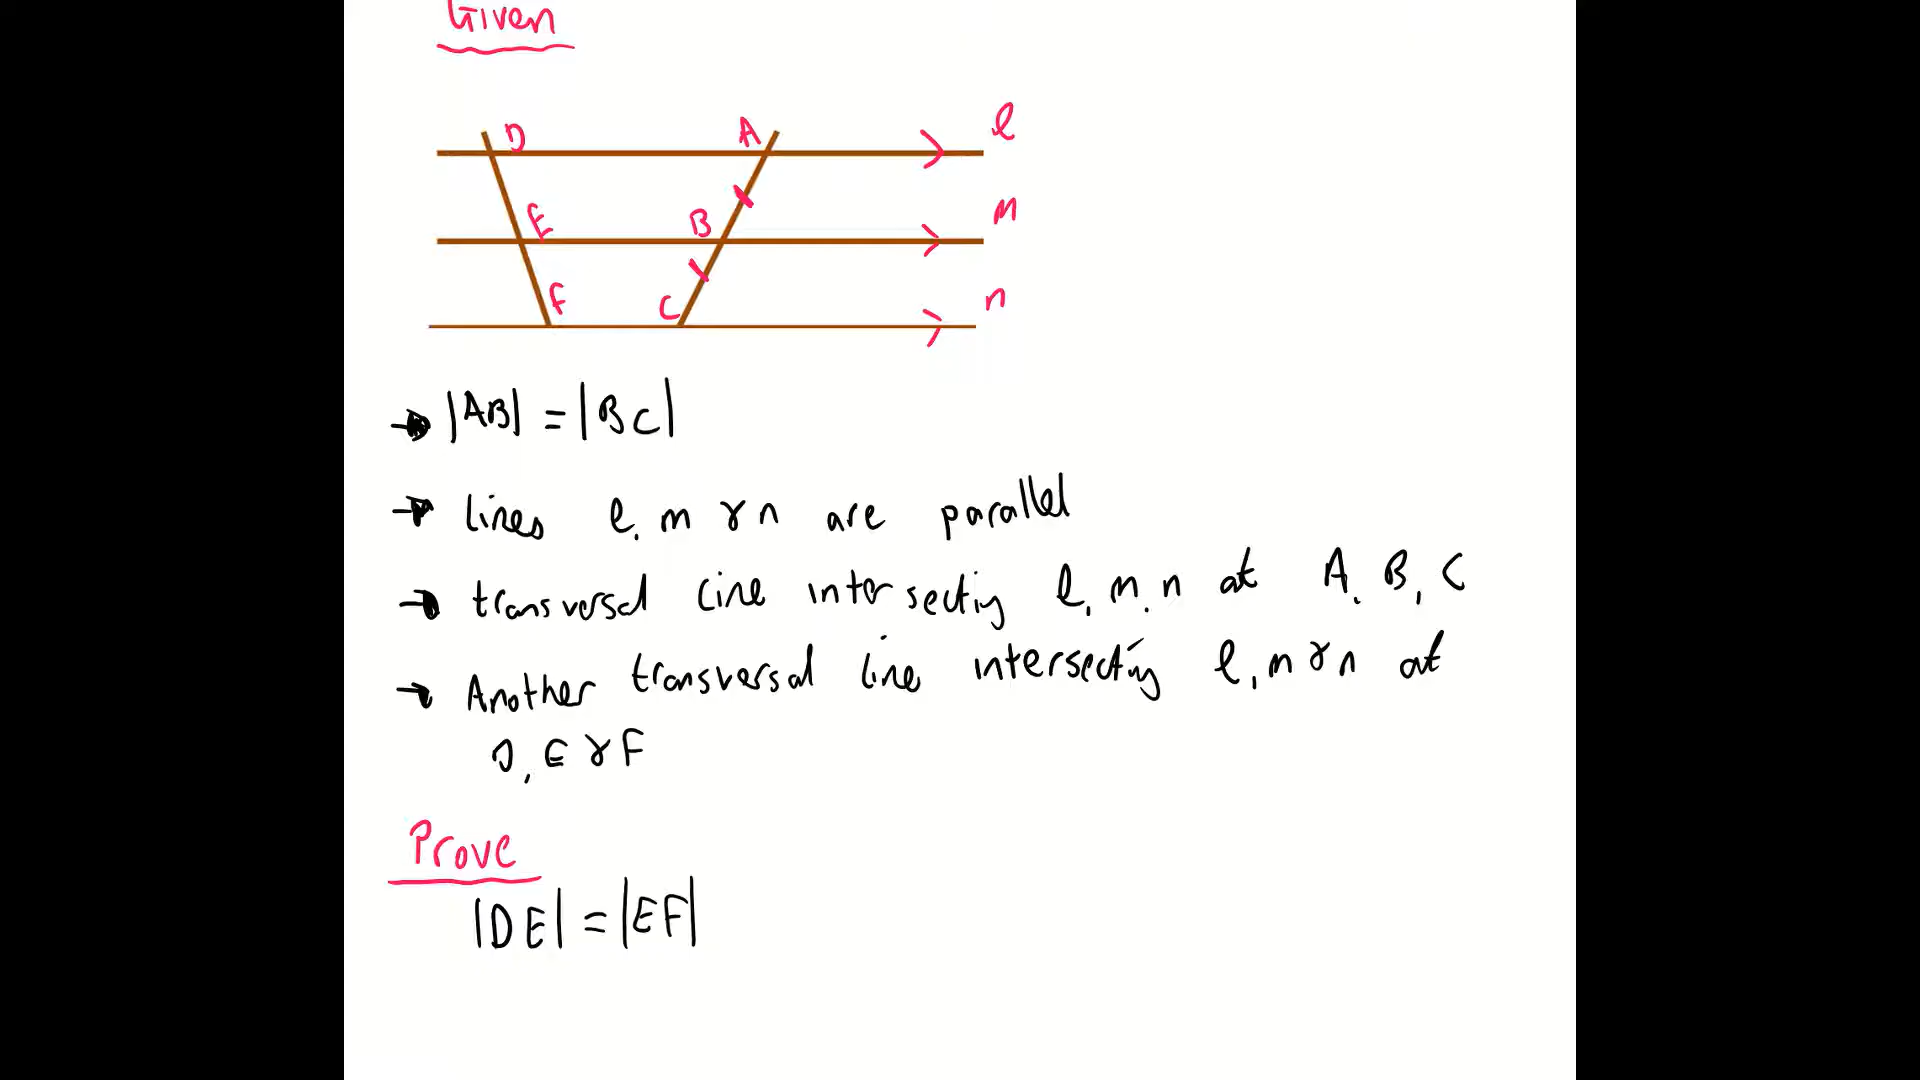 Given
D A l
E B m
F C n
→ |AB| = |BC|
→ lines l, m & n are parallel
→ transversal line intersecting l, m, n at A, B, C
→ Another transversal line intersecting l, m & n at
D, E & F
Prove
|DE| = |EF|